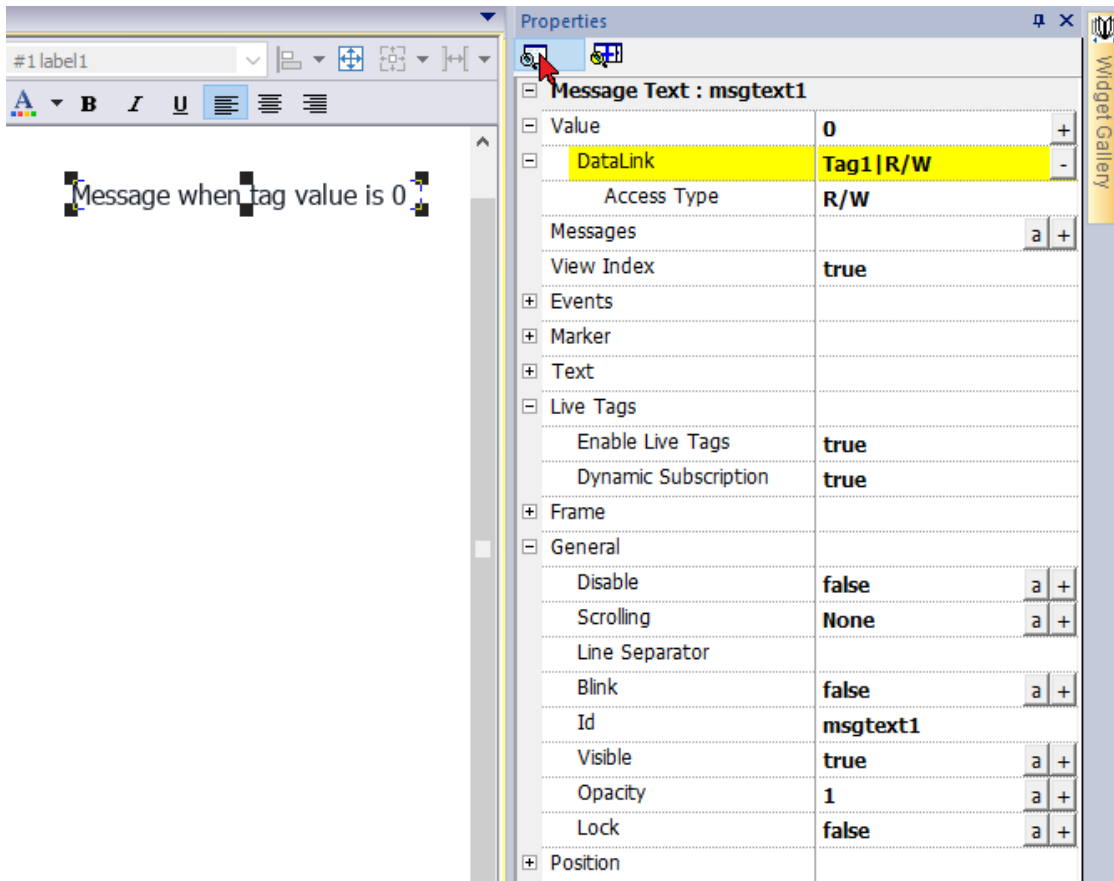 Properties
#1 label1
A B I U
Message when tag value is 0
Message Text : msgtext1
Value 0 +
DataLink Tag1|R/W -
Access Type R/W
Messages a +
View Index true
Events
Marker
Text
Live Tags
Enable Live Tags true
Dynamic Subscription true
Frame
General
Disable false a +
Scrolling None a +
Line Separator
Blink false a +
Id msgtext1
Visible true a +
Opacity 1 a +
Lock false a +
Position
Widget Gallery